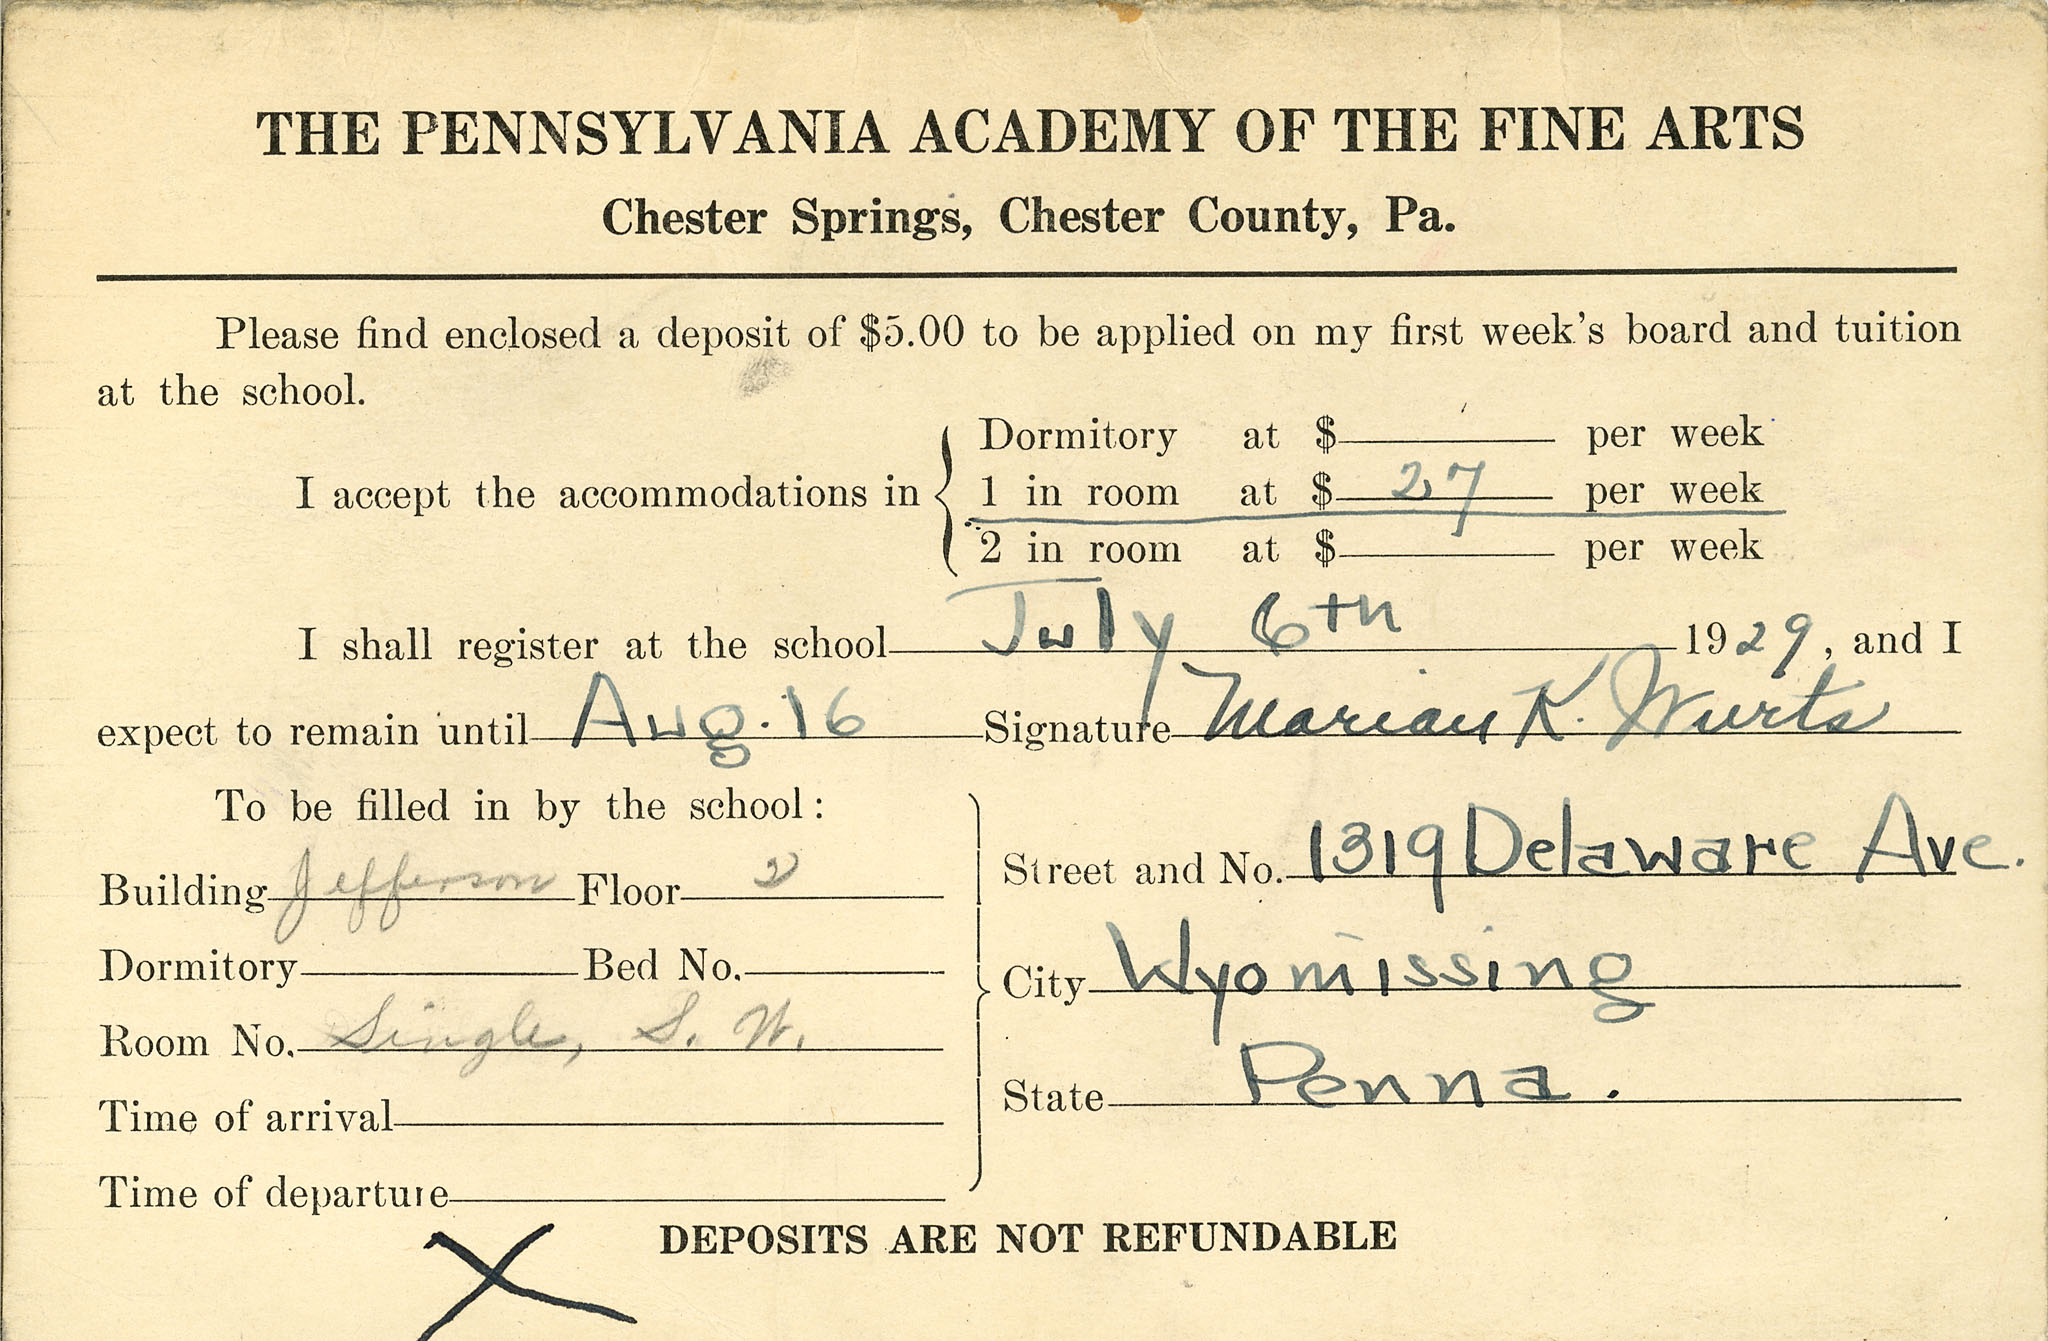 THE PENNSYLVANIA ACADEMY OF THE FINE ARTS
Chester Springs, Chester County, Pa.
Please find enclosed a deposit of $5.00 to be applied on my first week's board and tuition
at the school.
Dormitory at $ per week
I accept the accommodations in 1 in room at $ 27 per week
2 in room at $ per week
I shall register at the school July 6th 1929, and I
expect to remain until Aug. 16 Signature Marian K. Wurts
To be filled in by the school:
Building Jefferson Floor 2
Street and No. 1319 Delaware Ave.
Dormitory Bed No.
City Wyomissing
Room No. Single, S. W.
State Penna.
Time of arrival
Time of departure
DEPOSITS ARE NOT REFUNDABLE
X